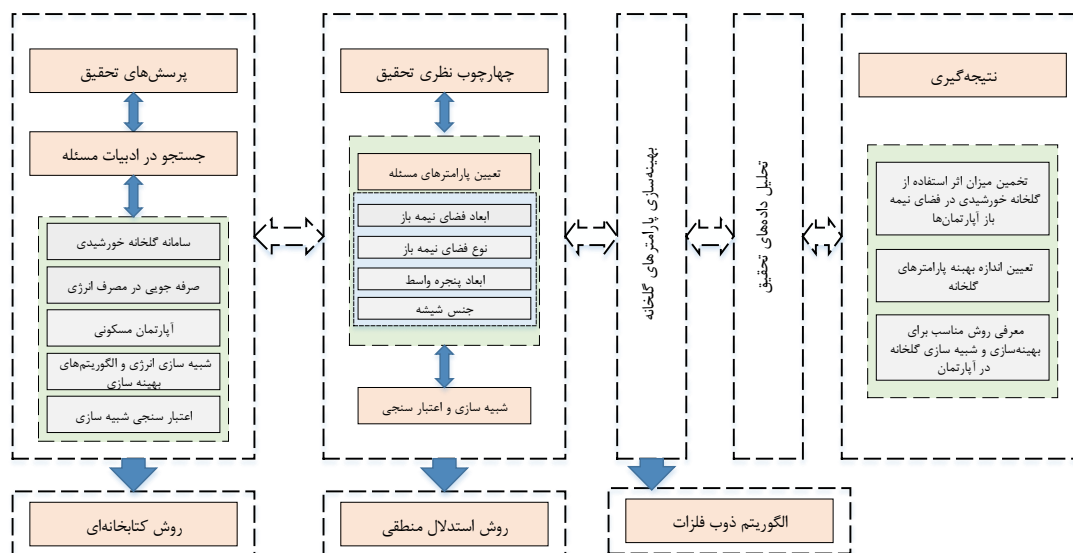 پرسش‌های تحقیق
جستجو در ادبیات مسئله
سامانه گلخانه خورشیدی
صرفه جویی در مصرف انرژی
آپارتمان مسکونی
شبیه سازی انرژی و الگوریتم‌های
بهینه سازی
اعتبار سنجی شبیه سازی
روش کتابخانه‌ای
چهارچوب نظری تحقیق
تعیین پارامترهای مسئله
ابعاد فضای نیمه باز
نوع فضای نیمه باز
ابعاد پنجره واسط
جنس شیشه
شبیه سازی و اعتبار سنجی
روش استدلال منطقی
بهینه‌سازی پارامترهای گلخانه
الگوریتم ذوب فلزات
تحلیل داده‌های تحقیق
نتیجه‌گیری
تخمین میزان اثر استفاده از
گلخانه خورشیدی در فضای نیمه
باز آپارتمان‌ها
تعیین اندازه بهینه پارامترهای
گلخانه
معرفی روش مناسب برای
بهینه‌سازی و شبیه سازی گلخانه
در آپارتمان